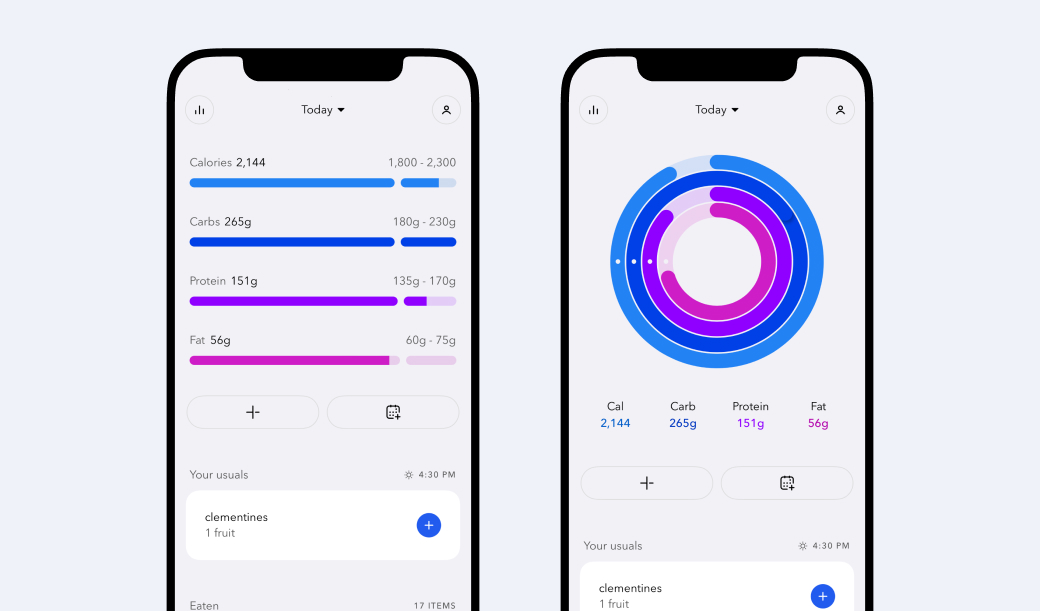 Today
Calories 2,144 1,800 - 2,300
Carbs 265g 180g - 230g
Protein 151g 135g - 170g
Fat 56g 60g - 75g
Your usuals 4:30 PM
clementines
1 fruit
Eaten 17 ITEMS
Today
Cal Carb Protein Fat
2,144 265g 151g 56g
Your usuals 4:30 PM
clementines
1 fruit